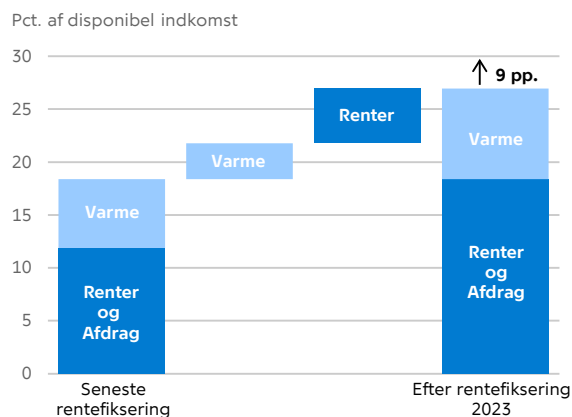 Pct. af disponibel indkomst
30
25
20
15
10
5
0
9 pp.
Varme
Renter
og
Afdrag
Varme
Renter
Varme
Renter
og
Afdrag
Seneste
rentefiksering
Efter rentefiksering
2023